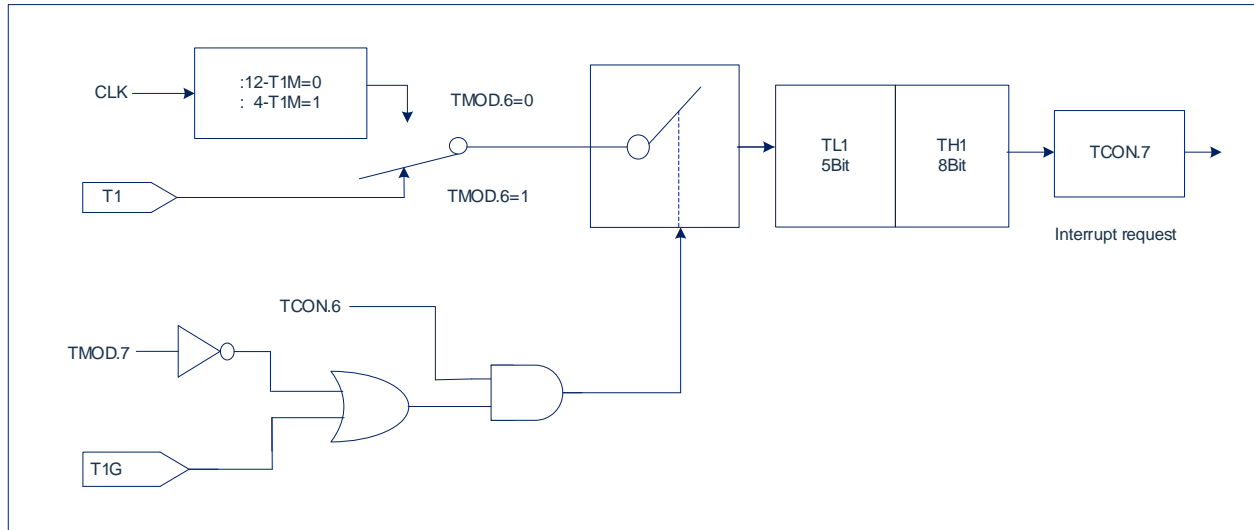 CLK
:12-T1M=0
: 4-T1M=1
TMOD.6=0
T1
TMOD.6=1
TL1
5Bit
TH1
8Bit
TCON.7
Interrupt request
TCON.6
TMOD.7
T1G